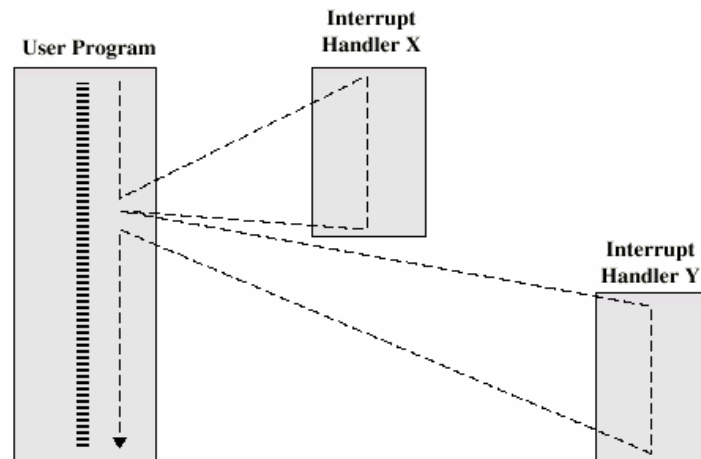 User Program
Interrupt
Handler X
Interrupt
Handler Y